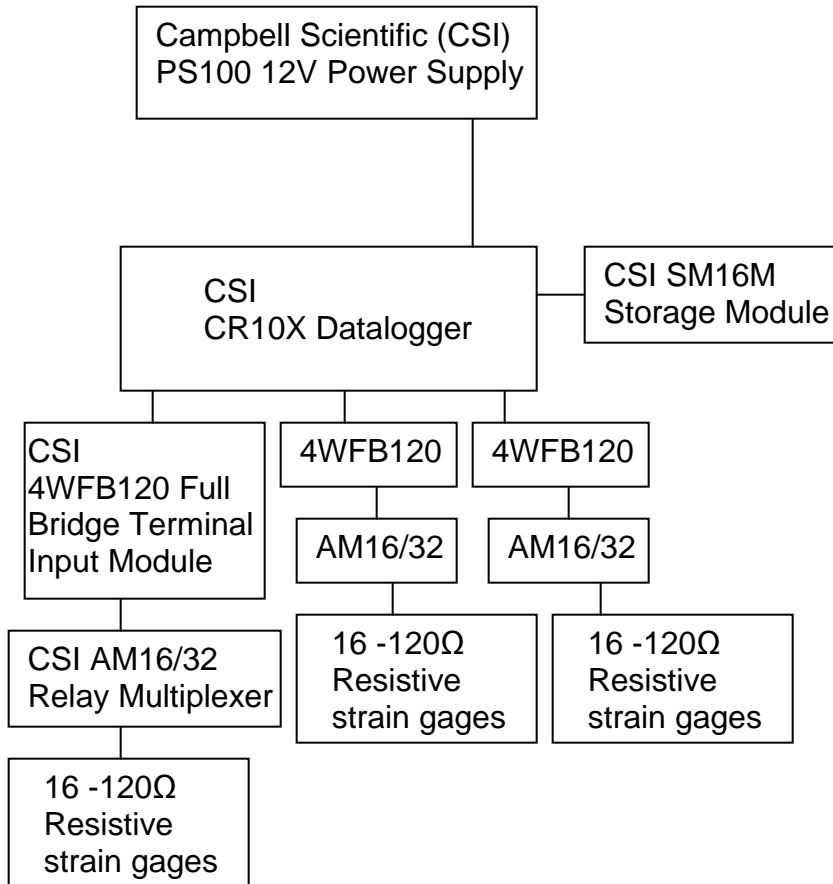 Campbell Scientific (CSI)
PS100 12V Power Supply
CSI
CR10X Datalogger
CSI SM16M
Storage Module
CSI
4WFB120 Full
Bridge Terminal
Input Module
4WFB120
4WFB120
AM16/32
AM16/32
CSI AM16/32
Relay Multiplexer
16 -120Ω
Resistive
strain gages
16 -120Ω
Resistive
strain gages
16 -120Ω
Resistive
strain gages